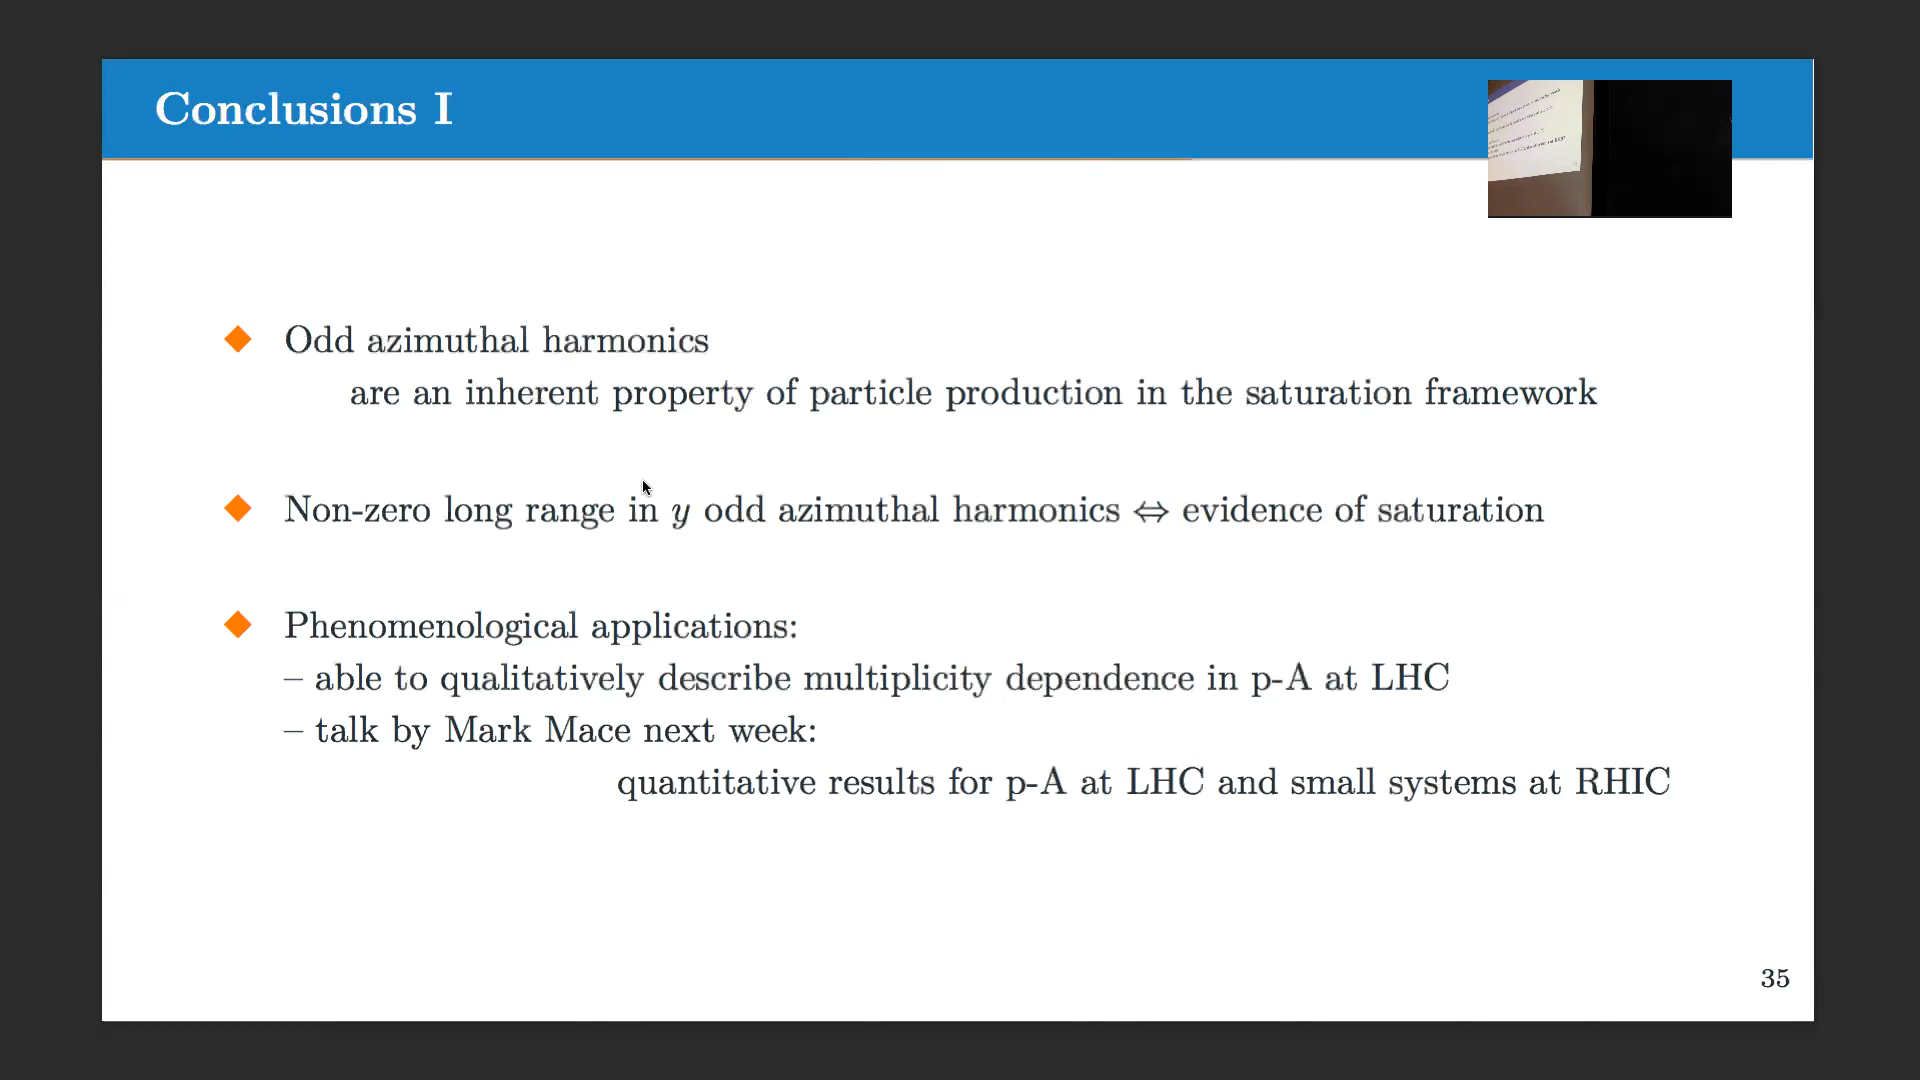 Conclusions I
Odd azimuthal harmonics
are an inherent property of particle production in the saturation framework
Non-zero long range in y odd azimuthal harmonics ⇔ evidence of saturation
Phenomenological applications:
– able to qualitatively describe multiplicity dependence in p-A at LHC
– talk by Mark Mace next week:
quantitative results for p-A at LHC and small systems at RHIC
35